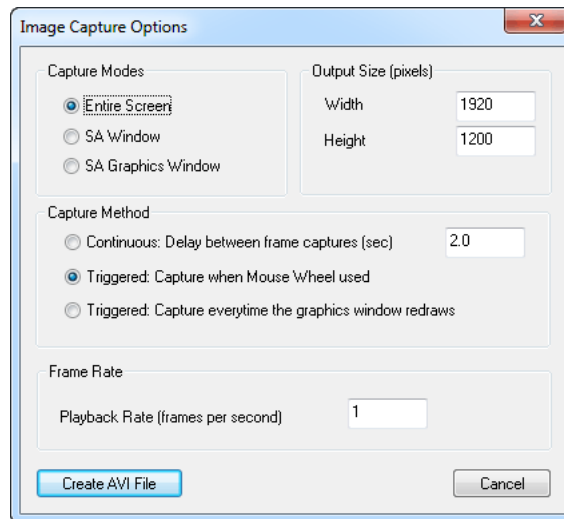 Image Capture Options
Capture Modes
Entire Screen
SA Window
SA Graphics Window
Output Size (pixels)
Width 1920
Height 1200
Capture Method
Continuous: Delay between frame captures (sec) 2.0
Triggered: Capture when Mouse Wheel used
Triggered: Capture everytime the graphics window redraws
Frame Rate
Playback Rate (frames per second) 1
Create AVI File
Cancel